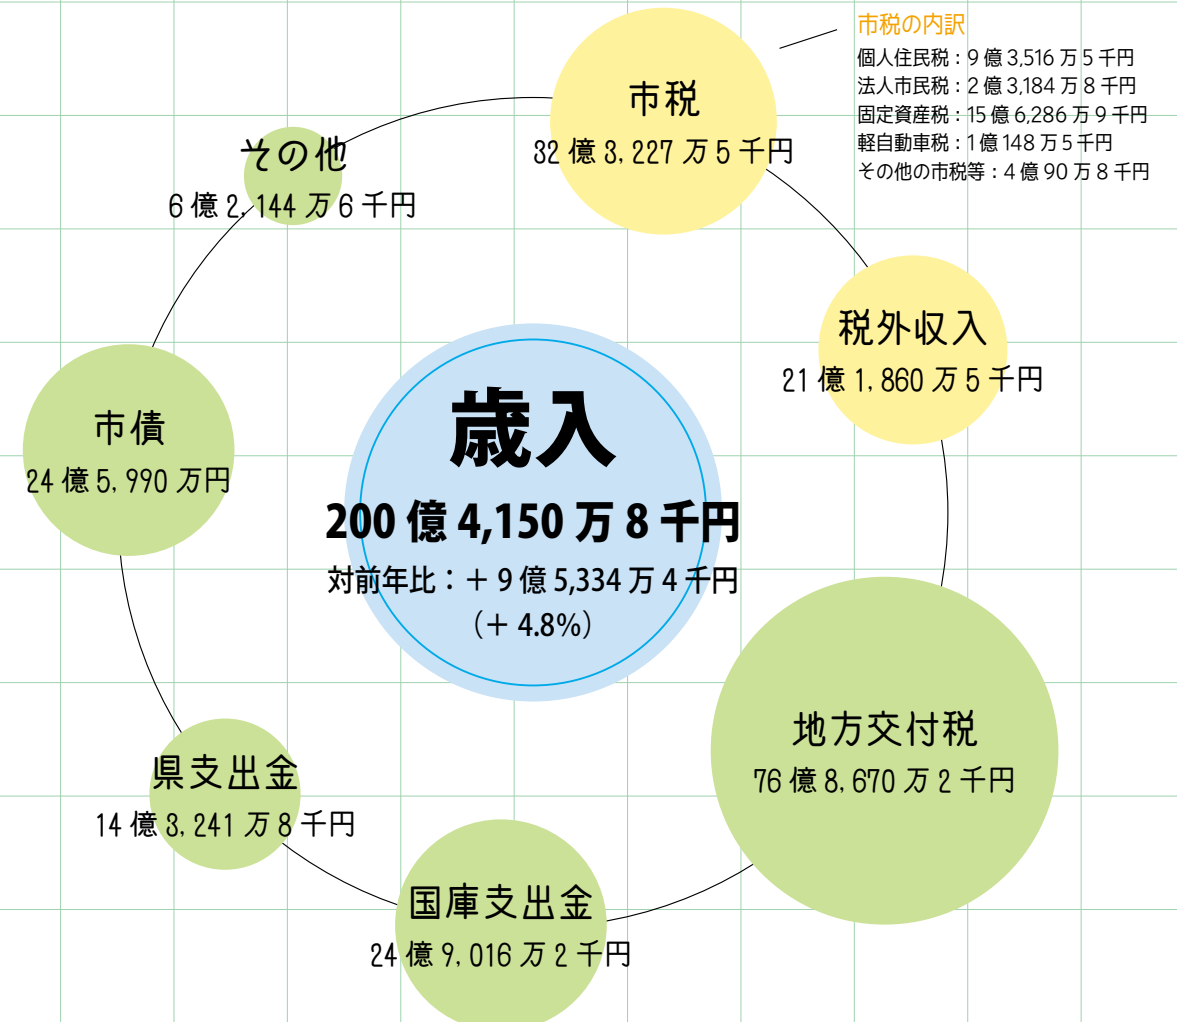 市税の内訳
個人住民税：9億3,516万5千円
法人市民税：2億3,184万8千円
固定資産税：15億6,286万9千円
軽自動車税：1億148万5千円
その他の市税等：4億90万8千円
市税
32億3,227万5千円
税外収入
21億1,860万5千円
地方交付税
76億8,670万2千円
国庫支出金
24億9,016万2千円
県支出金
14億3,241万8千円
市債
24億5,990万円
その他
6億2,144万6千円
歳入
200億4,150万8千円
対前年比：＋9億5,334万4千円
（＋4.8%）